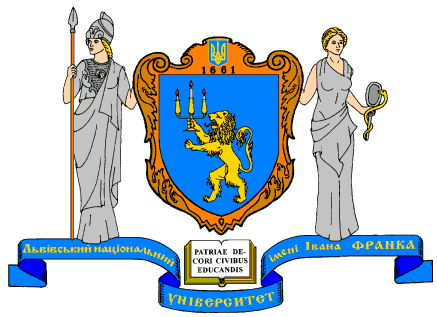 1661
PATRIAE DE-
CORI CIVIBUS
EDUCANDIS
Львівський національний
УНІВЕРСИТЕТ
імені Івана ФРАНКА